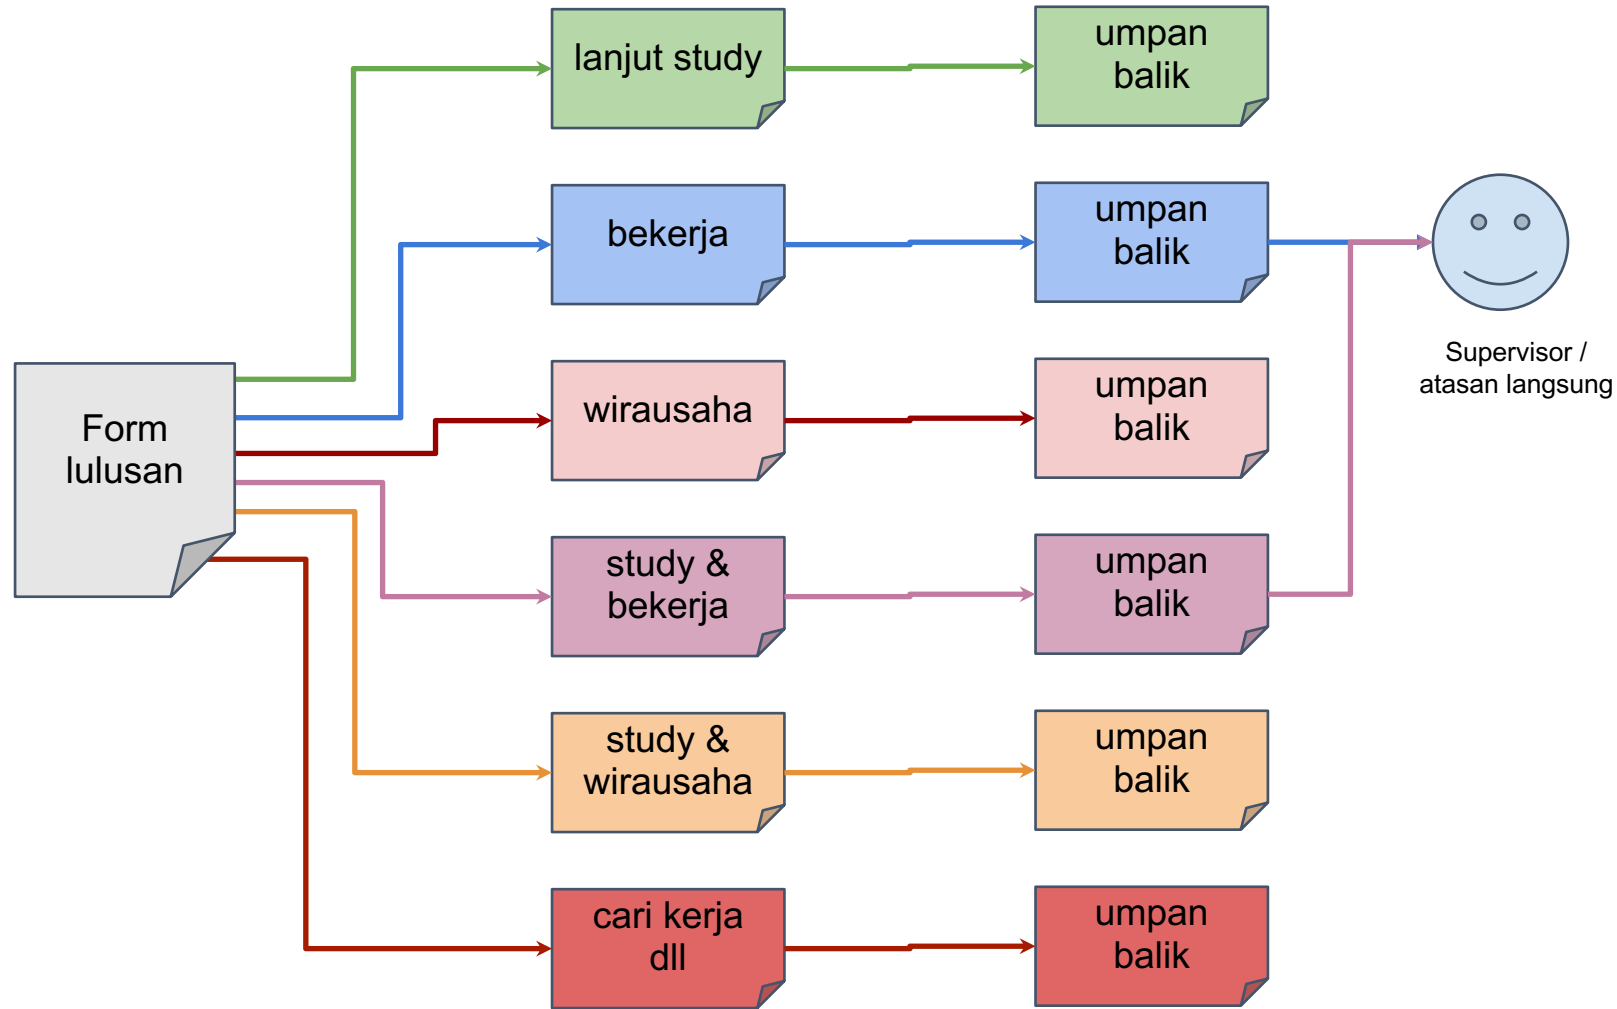 lanjut study
umpan
balik
bekerja
umpan
balik
Supervisor /
atasan langsung
Form
lulusan
wirausaha
umpan
balik
study &
bekerja
umpan
balik
study &
wirausaha
umpan
balik
cari kerja
dll
umpan
balik